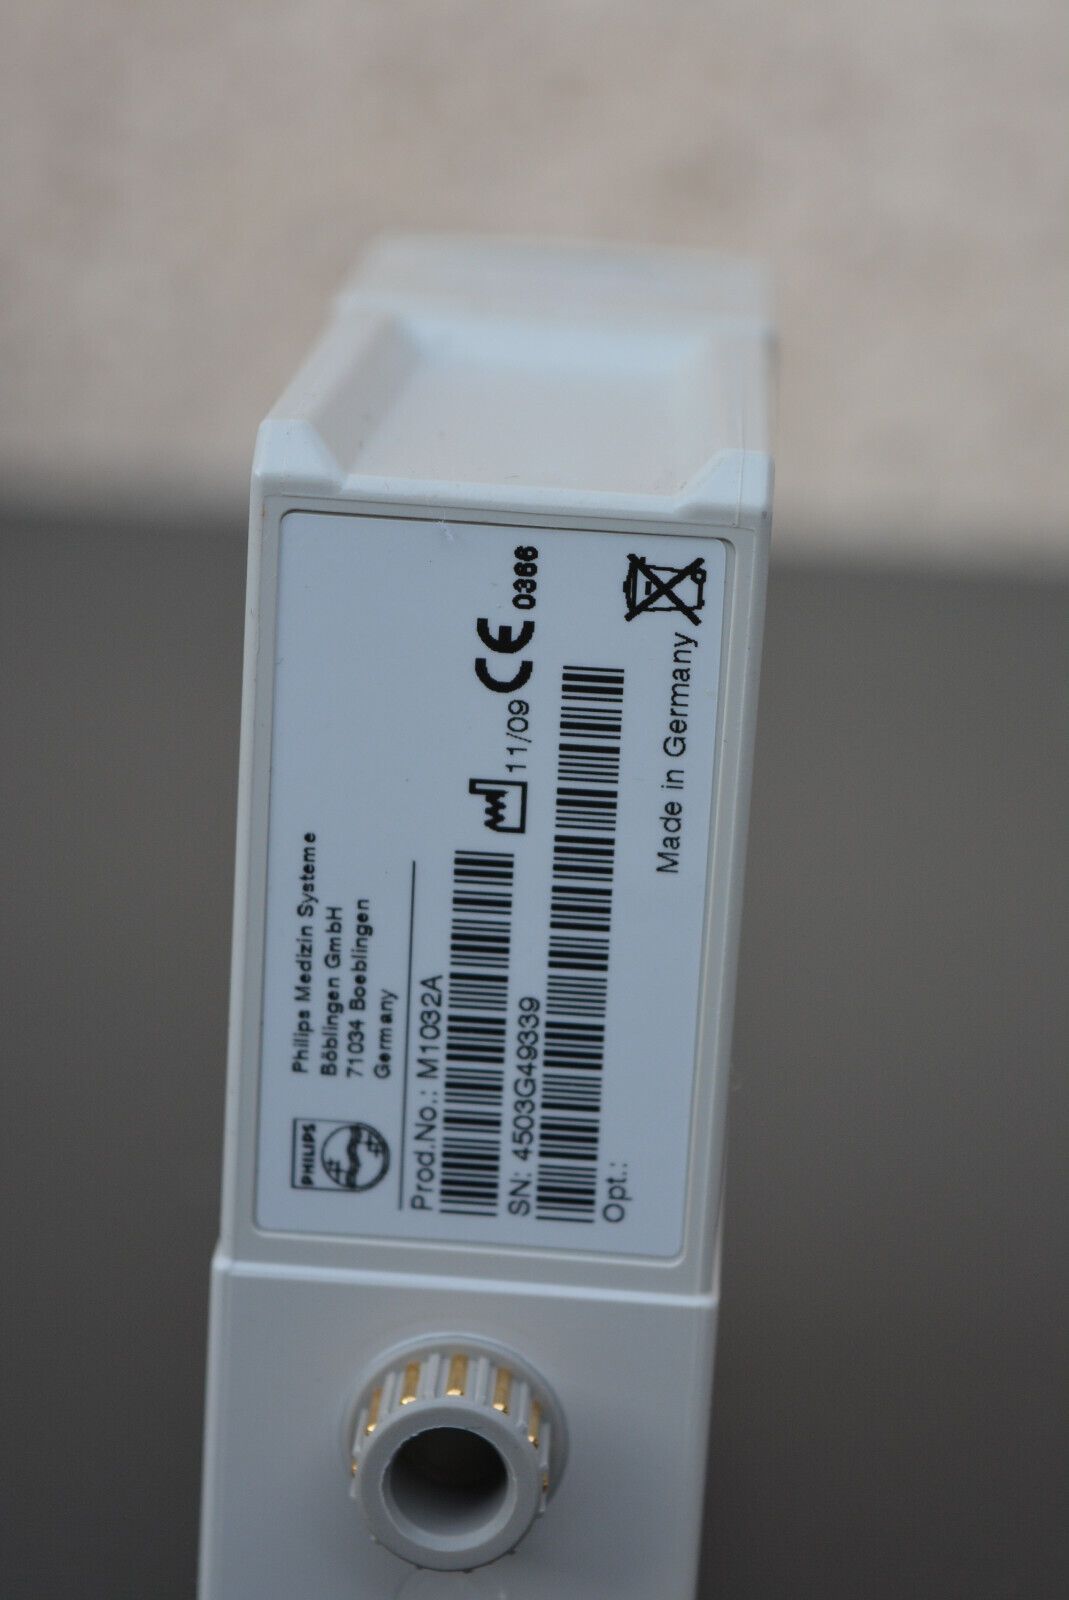 PHILIPS
Philips Medizin Systeme
Böblingen GmbH
71034 Boeblingen
Germany
Prod.No.: M1032A
11/09
CE 0366
SN: 4503G49339
Opt.:
Made in Germany